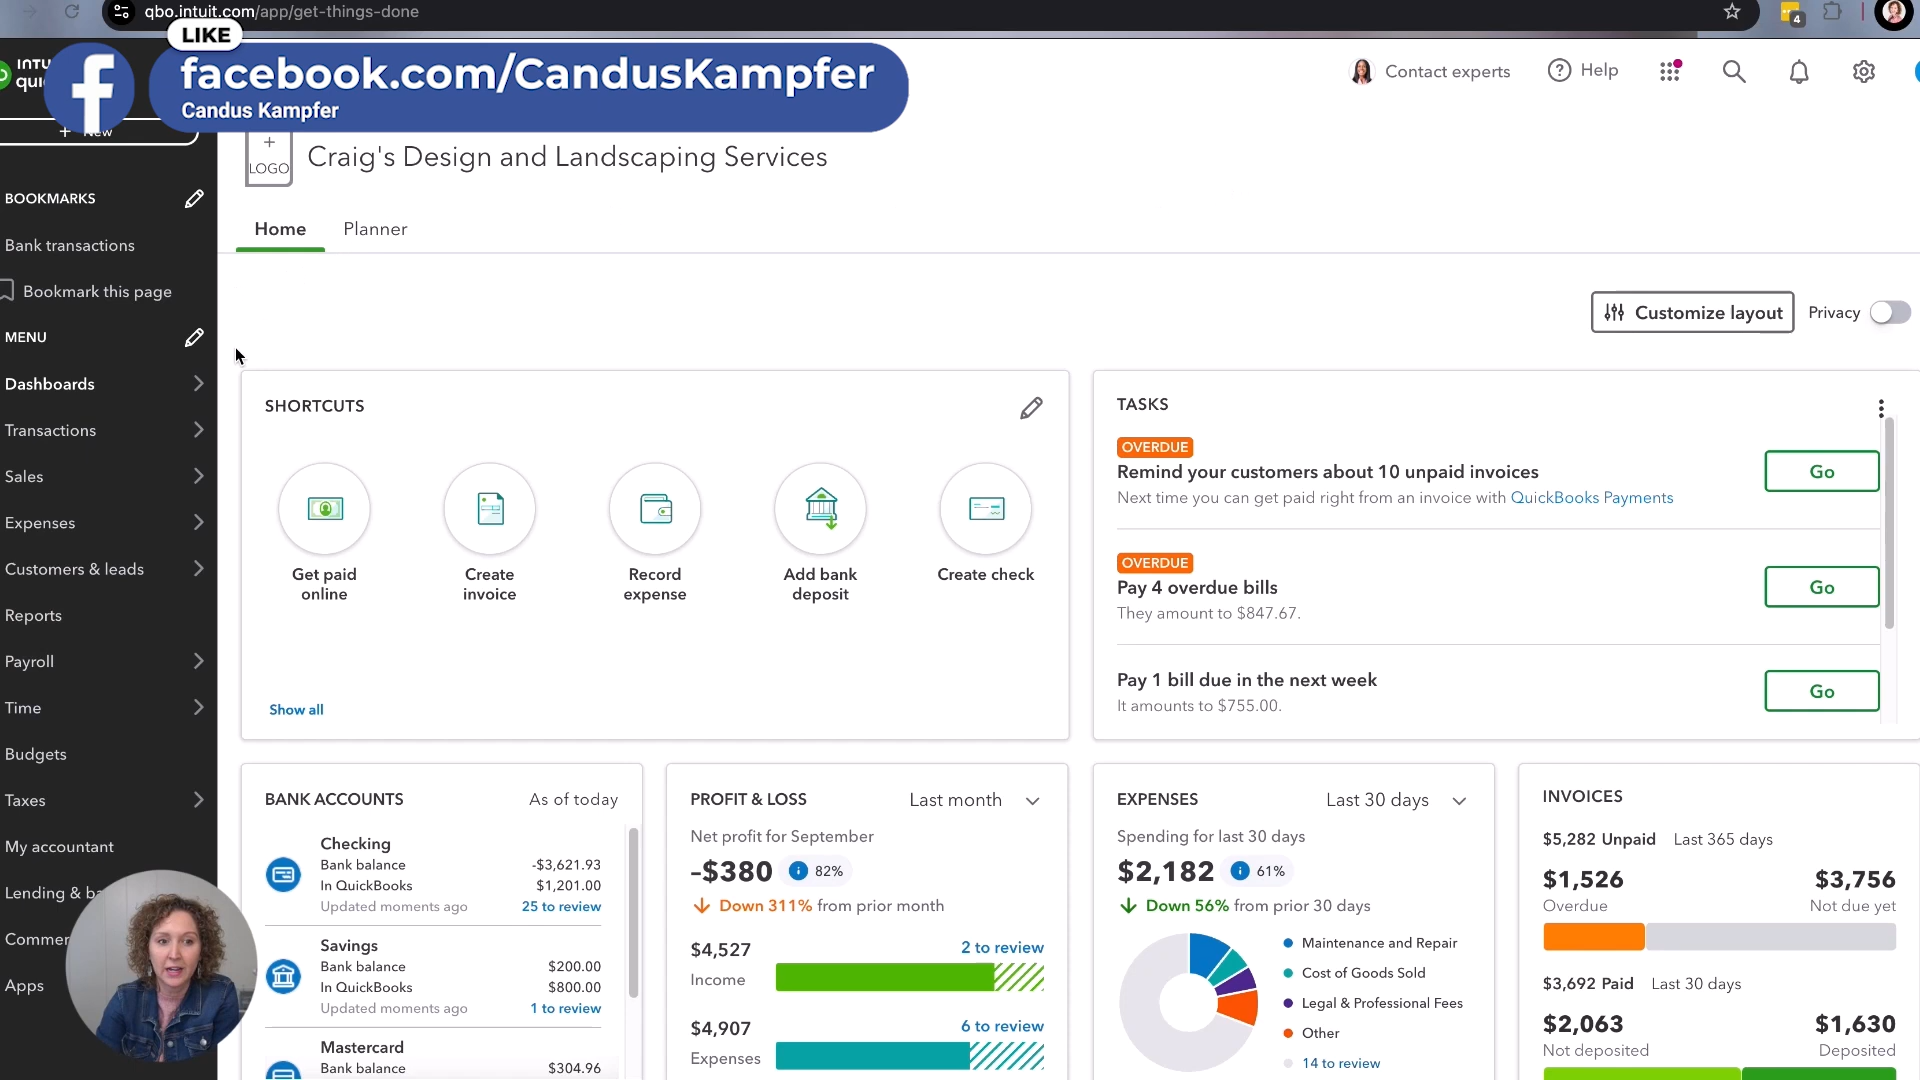 qbo.intuit.com/app/get-things-done
4
LIKE
facebook.com/CandusKampfer
Candus Kampfer
Contact experts
Help
+ New
+
LOGO
Craig's Design and Landscaping Services
BOOKMARKS
Bank transactions
Bookmark this page
MENU
Dashboards
Transactions
Sales
Expenses
Customers & leads
Reports
Payroll
Time
Budgets
Taxes
My accountant
Lending & ba
Commer
Apps
Home
Planner
Customize layout
Privacy
SHORTCUTS
Get paid
online
Create
invoice
Record
expense
Add bank
deposit
Create check
Show all
TASKS
OVERDUE
Remind your customers about 10 unpaid invoices
Next time you can get paid right from an invoice with QuickBooks Payments
Go
OVERDUE
Pay 4 overdue bills
They amount to $847.67.
Go
Pay 1 bill due in the next week
It amounts to $755.00.
Go
BANK ACCOUNTS
As of today
Checking
Bank balance -$3,621.93
In QuickBooks $1,201.00
Updated moments ago 25 to review
Savings
Bank balance $200.00
In QuickBooks $800.00
Updated moments ago 1 to review
Mastercard
Bank balance $304.96
PROFIT & LOSS
Last month
Net profit for September
-$380 82%
Down 311% from prior month
$4,527 2 to review
Income
$4,907 6 to review
Expenses
EXPENSES
Last 30 days
Spending for last 30 days
$2,182 61%
Down 56% from prior 30 days
Maintenance and Repair
Cost of Goods Sold
Legal & Professional Fees
Other
14 to review
INVOICES
$5,282 Unpaid Last 365 days
$1,526 $3,756
Overdue Not due yet
$3,692 Paid Last 30 days
$2,063 $1,630
Not deposited Deposited